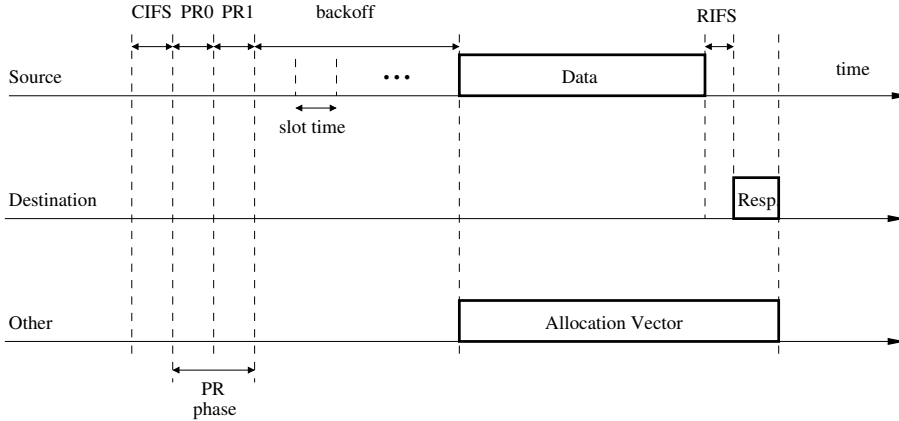 CIFS PR0 PR1 backoff RIFS
Source Data time
•••
slot time
Destination Resp
Other Allocation Vector
PR
phase